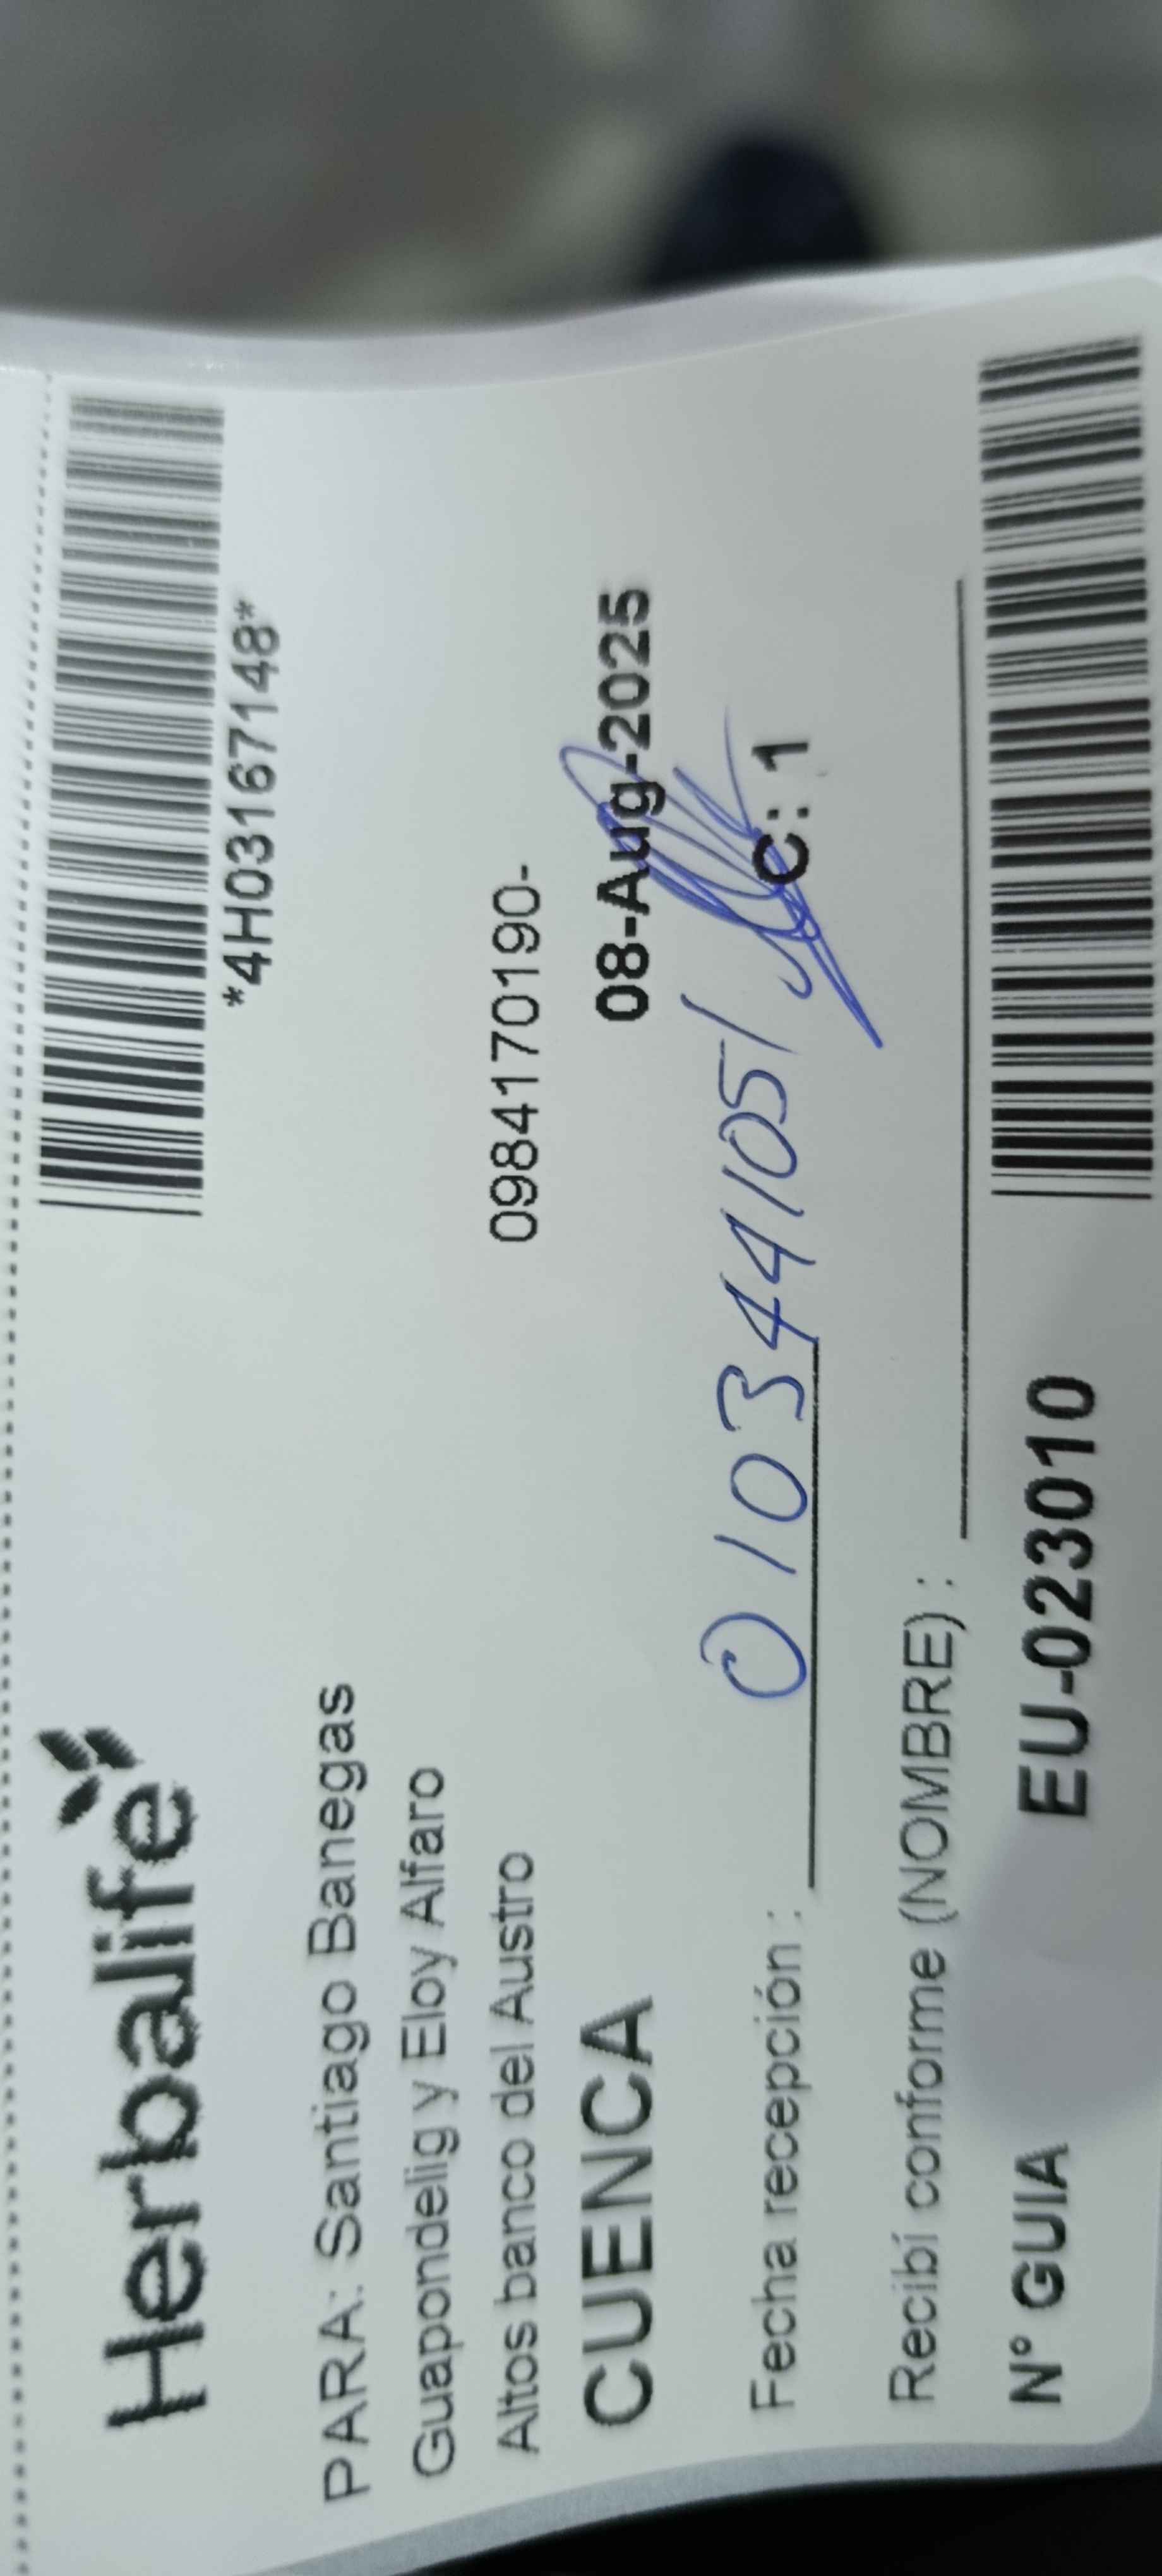 Herbalife
*4H03167148*
PARA: Santiago Banegas
Guapondelig y Eloy Alfaro
Altos banco del Austro 0984170190-
CUENCA 08-Aug-2025
Fecha recepción : 0103441051 C: 1
Recibí conforme (NOMBRE) :
N° GUIA EU-023010